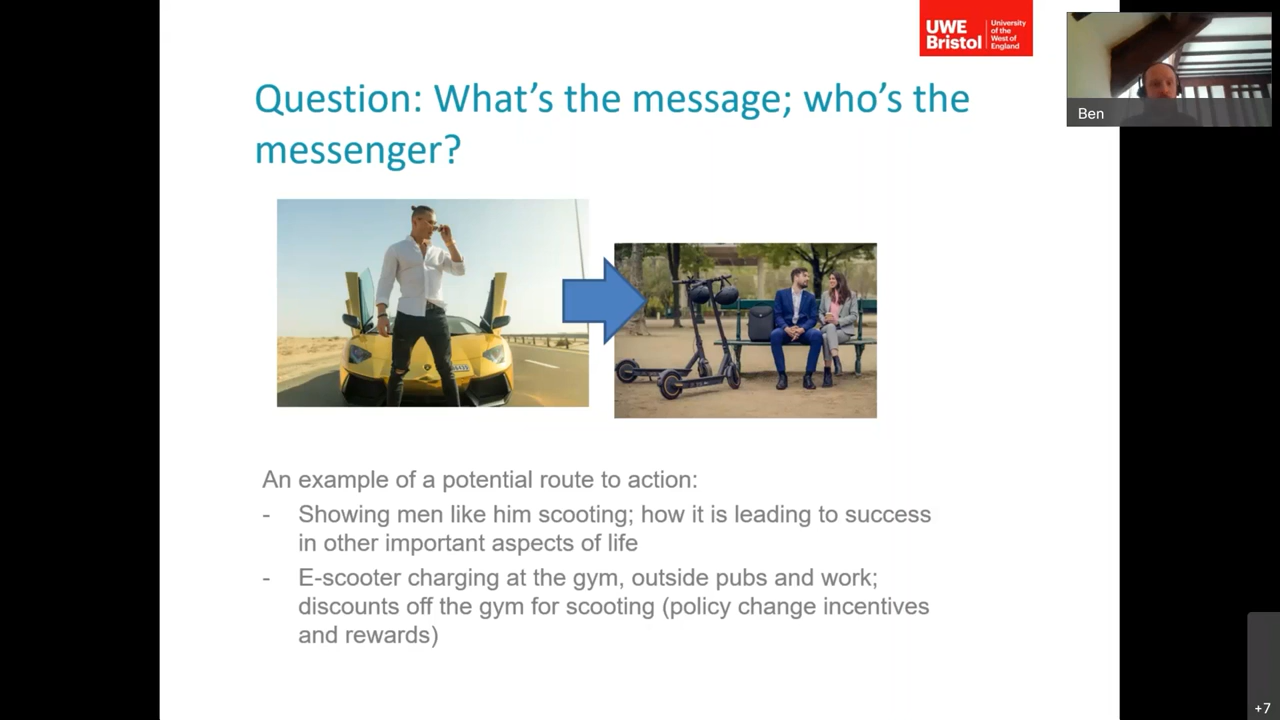 UWE
Bristol
University
of the
West of
England
Ben
Question: What's the message; who's the
messenger?
An example of a potential route to action:
- Showing men like him scooting; how it is leading to success
in other important aspects of life
- E-scooter charging at the gym, outside pubs and work;
discounts off the gym for scooting (policy change incentives
and rewards)
+7